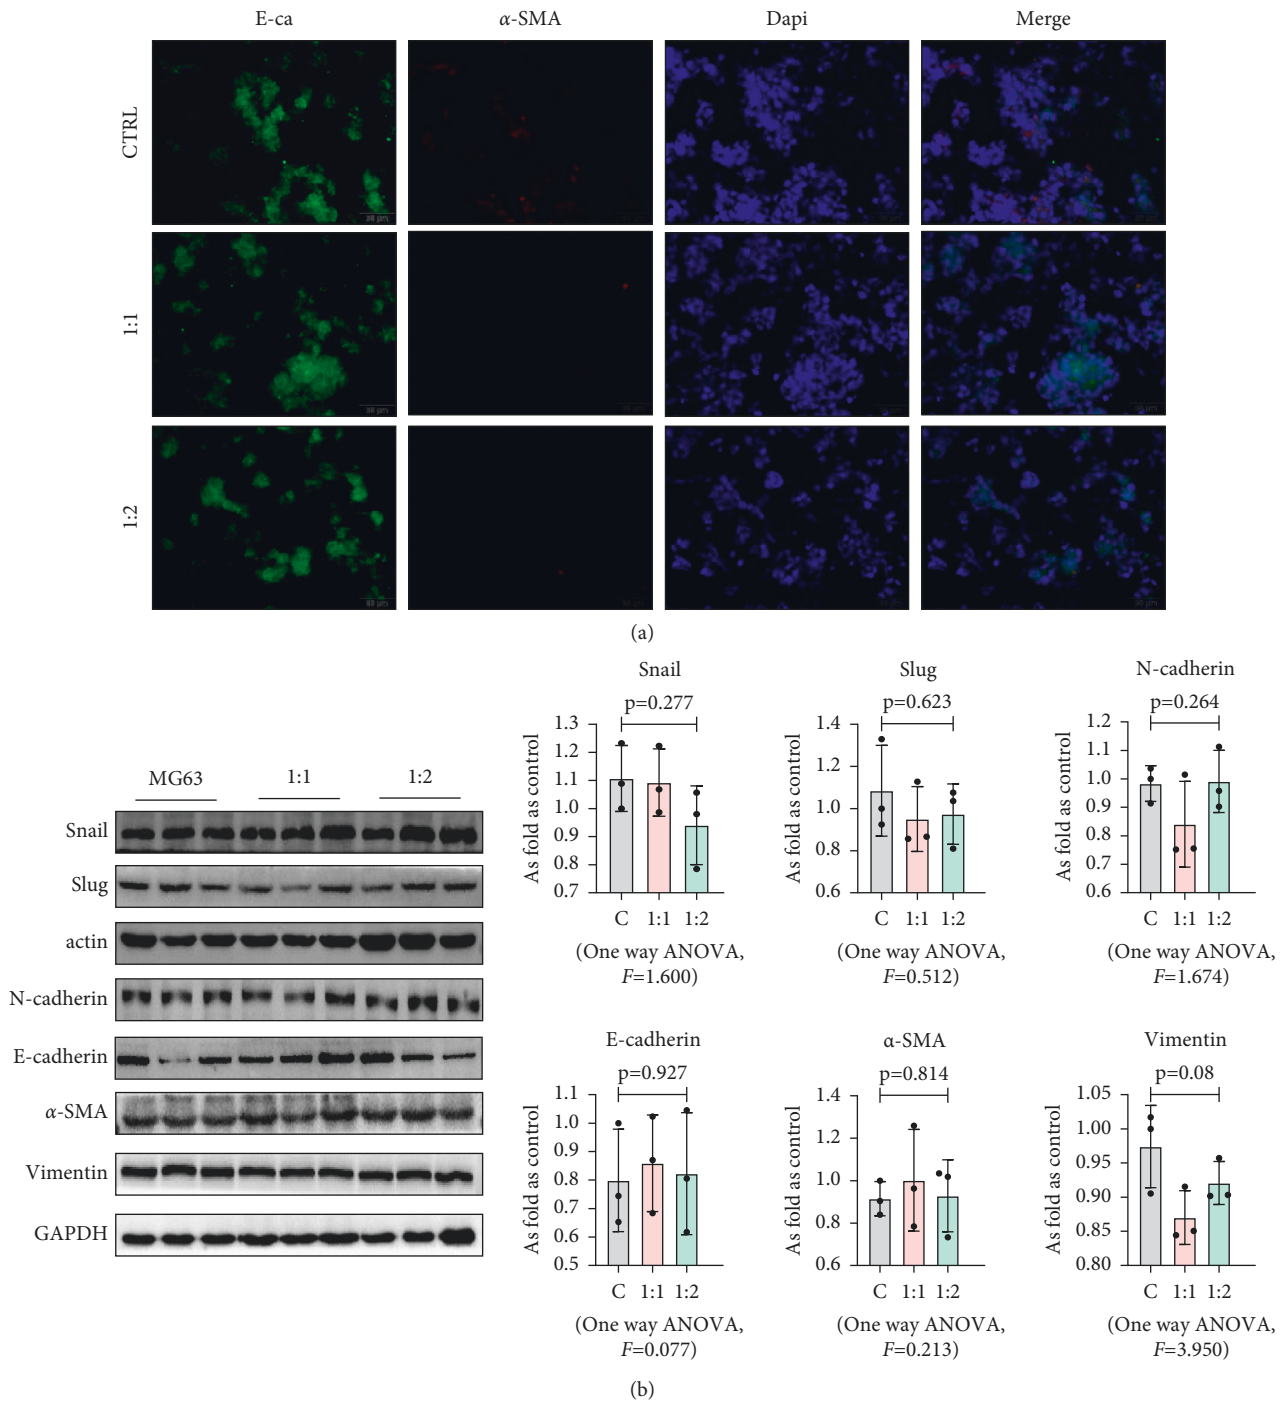 E-ca α-SMA Dapi Merge
CTRL
1:1
1:2
(a)
MG63 1:1 1:2
Snail
Slug
actin
N-cadherin
E-cadherin
α-SMA
Vimentin
GAPDH
Snail
p=0.277
As fold as control
1.3
1.2
1.1
1.0
0.9
0.8
0.7
C 1:1 1:2
(One way ANOVA,
F=1.600)
Slug
p=0.623
As fold as control
1.4
1.2
1.0
0.8
0.6
C 1:1 1:2
(One way ANOVA,
F=0.512)
N-cadherin
p=0.264
As fold as control
1.2
1.1
1.0
0.9
0.8
0.7
0.6
C 1:1 1:2
(One way ANOVA,
F=1.674)
E-cadherin
p=0.927
As fold as control
1.1
1.0
0.9
0.8
0.7
0.6
0.5
C 1:1 1:2
(One way ANOVA,
F=0.077)
α-SMA
p=0.814
As fold as control
1.4
1.2
1.0
0.8
0.6
C 1:1 1:2
(One way ANOVA,
F=0.213)
Vimentin
p=0.08
As fold as control
1.05
1.00
0.95
0.90
0.85
0.80
C 1:1 1:2
(One way ANOVA,
F=3.950)
(b)